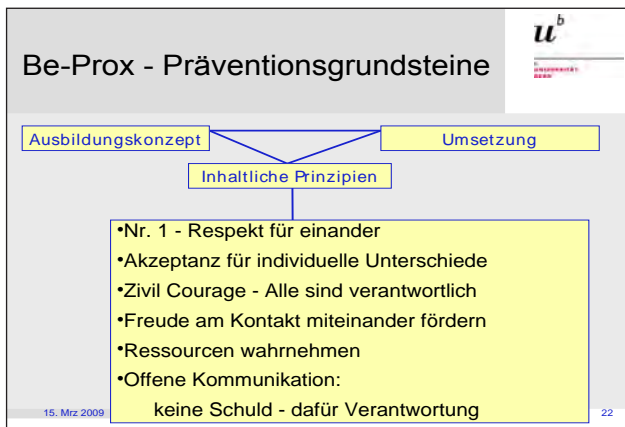 u^b
UNIVERSITÄT
BERN
Be-Prox - Präventionsgrundsteine
Ausbildungskonzept
Umsetzung
Inhaltliche Prinzipien
•Nr. 1 - Respekt für einander
•Akzeptanz für individuelle Unterschiede
•Zivil Courage - Alle sind verantwortlich
•Freude am Kontakt miteinander fördern
•Ressourcen wahrnehmen
•Offene Kommunikation:
keine Schuld - dafür Verantwortung
15. Mrz 2009
22